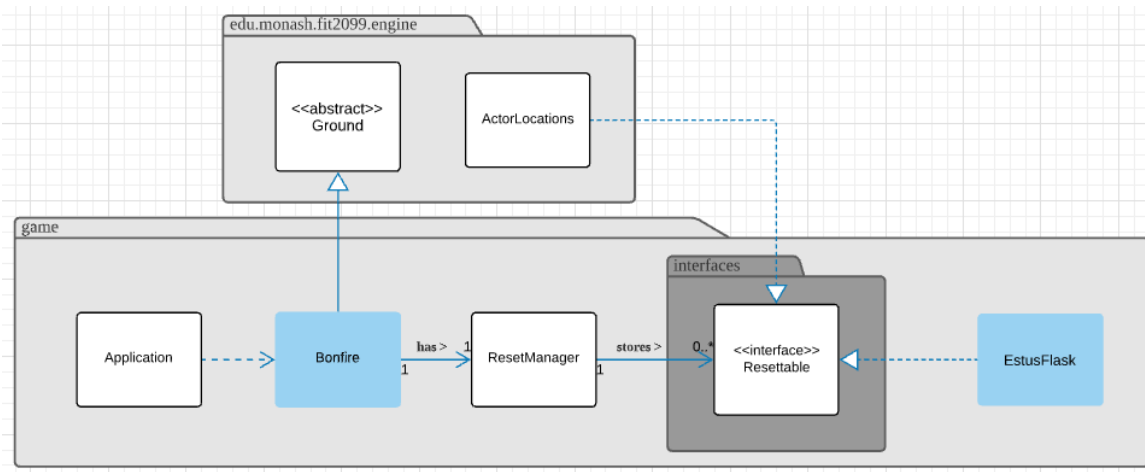 edu.monash.fit2099.engine
<<abstract>>
Ground
ActorLocations
game
interfaces
Application
Bonfire
has >
1
1
ResetManager
stores >
1
0..*
<<interface>>
Resettable
EstusFlask